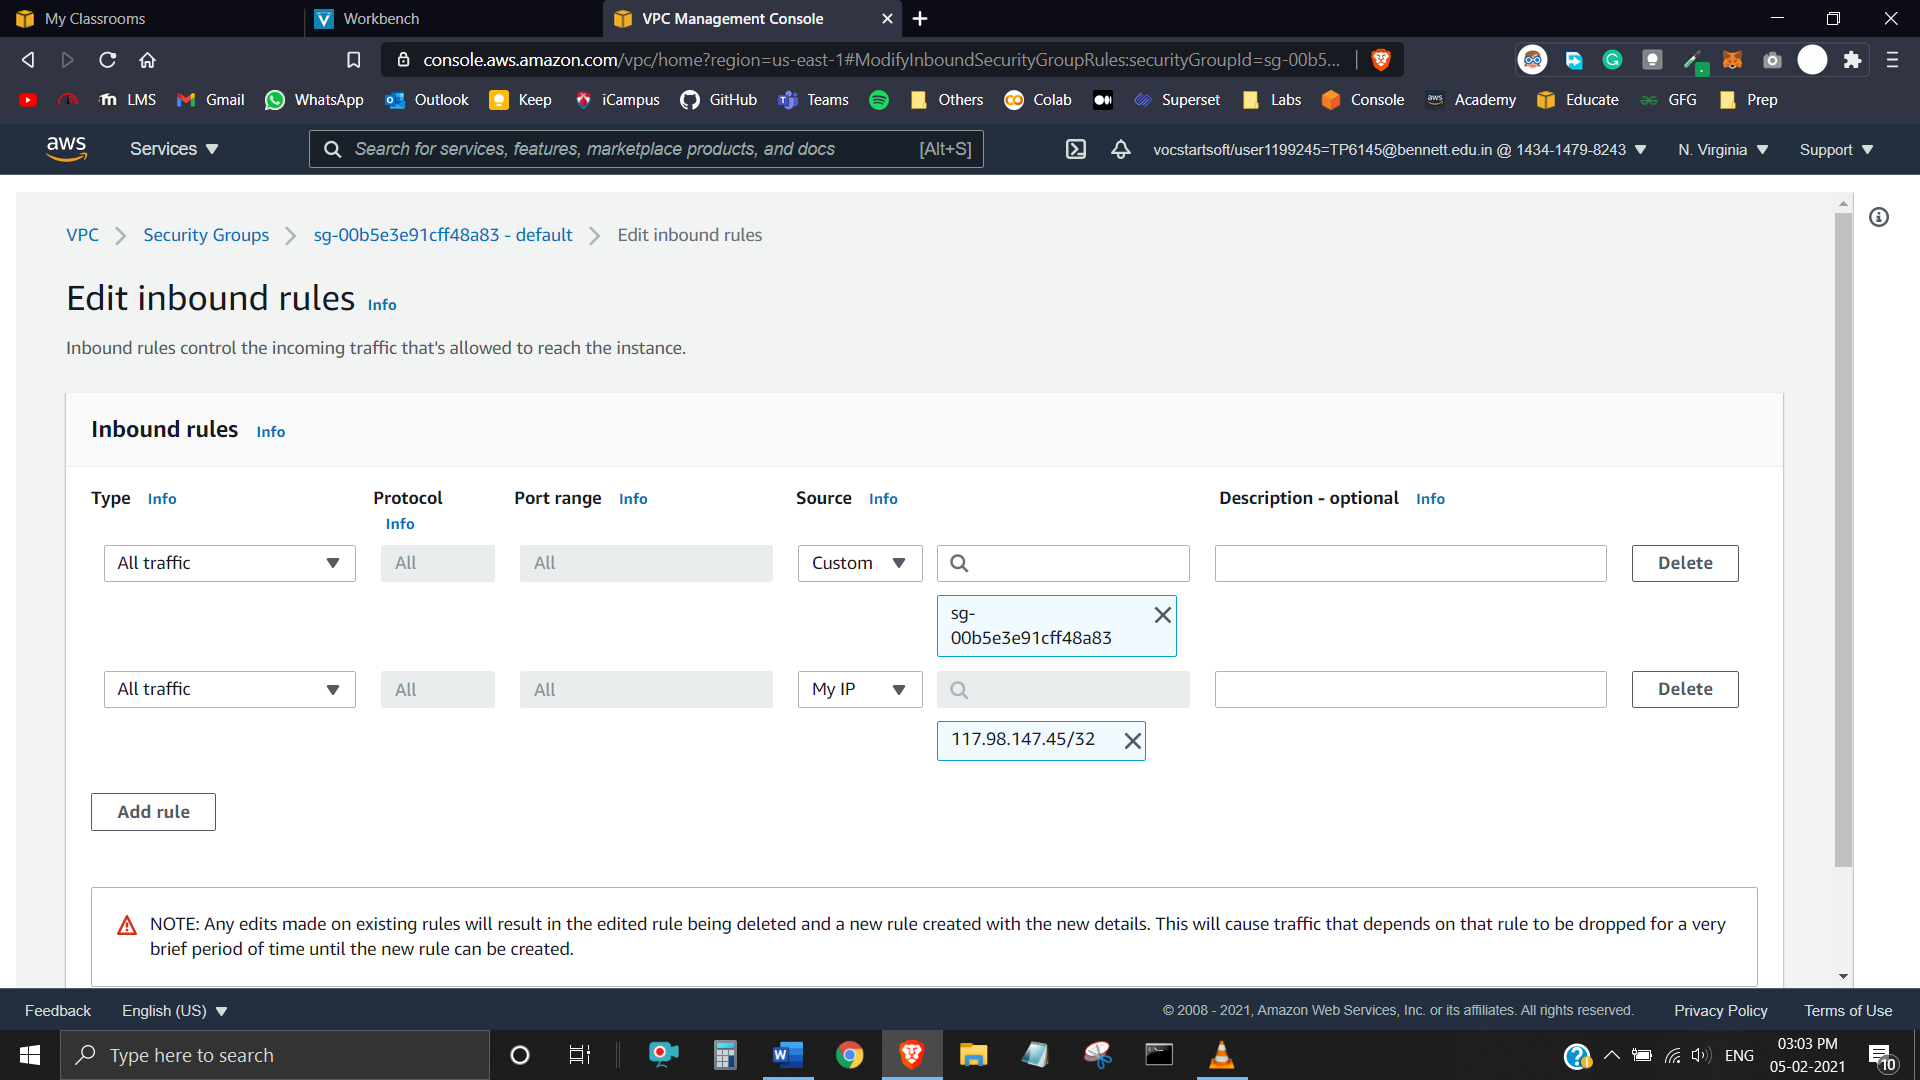 My Classrooms
Workbench
VPC Management Console
console.aws.amazon.com/vpc/home?region=us-east-1#ModifyInboundSecurityGroupRules:securityGroupId=sg-00b5...
LMS Gmail WhatsApp Outlook Keep iCampus GitHub Teams Others Colab Superset Labs Console aws Academy Educate GFG Prep
aws Services Search for services, features, marketplace products, and docs [Alt+S] vocstartsoft/user1199245=TP6145@bennett.edu.in @ 1434-1479-8243 N. Virginia Support
VPC Security Groups sg-00b5e3e91cff48a83 - default Edit inbound rules
Edit inbound rules Info
Inbound rules control the incoming traffic that's allowed to reach the instance.
Inbound rules Info
Type Info Protocol Info Port range Info Source Info Description - optional Info
All traffic All All Custom Delete
sg-
00b5e3e91cff48a83
All traffic All All My IP Delete
117.98.147.45/32
Add rule
NOTE: Any edits made on existing rules will result in the edited rule being deleted and a new rule created with the new details. This will cause traffic that depends on that rule to be dropped for a very
brief period of time until the new rule can be created.
Feedback English (US) © 2008 - 2021, Amazon Web Services, Inc. or its affiliates. All rights reserved. Privacy Policy Terms of Use
Type here to search
ENG
03:03 PM
05-02-2021
10